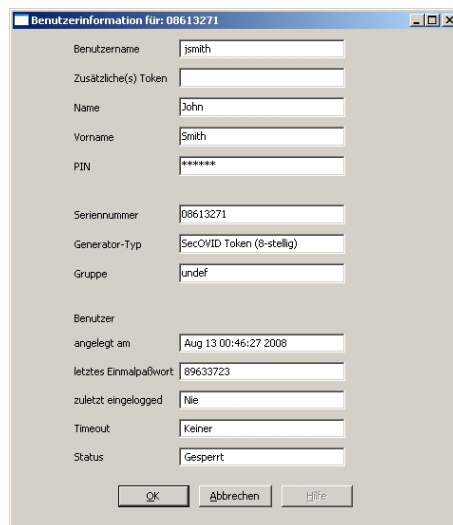 Benutzerinformation für: 08613271
Benutzername jsmith
Zusätzliche(s) Token
Name John
Vorname Smith
PIN ******
Seriennummer 08613271
Generator-Typ SecOVID Token (8-stellig)
Gruppe undef
Benutzer
angelegt am Aug 13 00:46:27 2008
letztes Einmalpaßwort 89633723
zuletzt eingelogged Nie
Timeout Keiner
Status Gesperrt
OK Abbrechen Hilfe